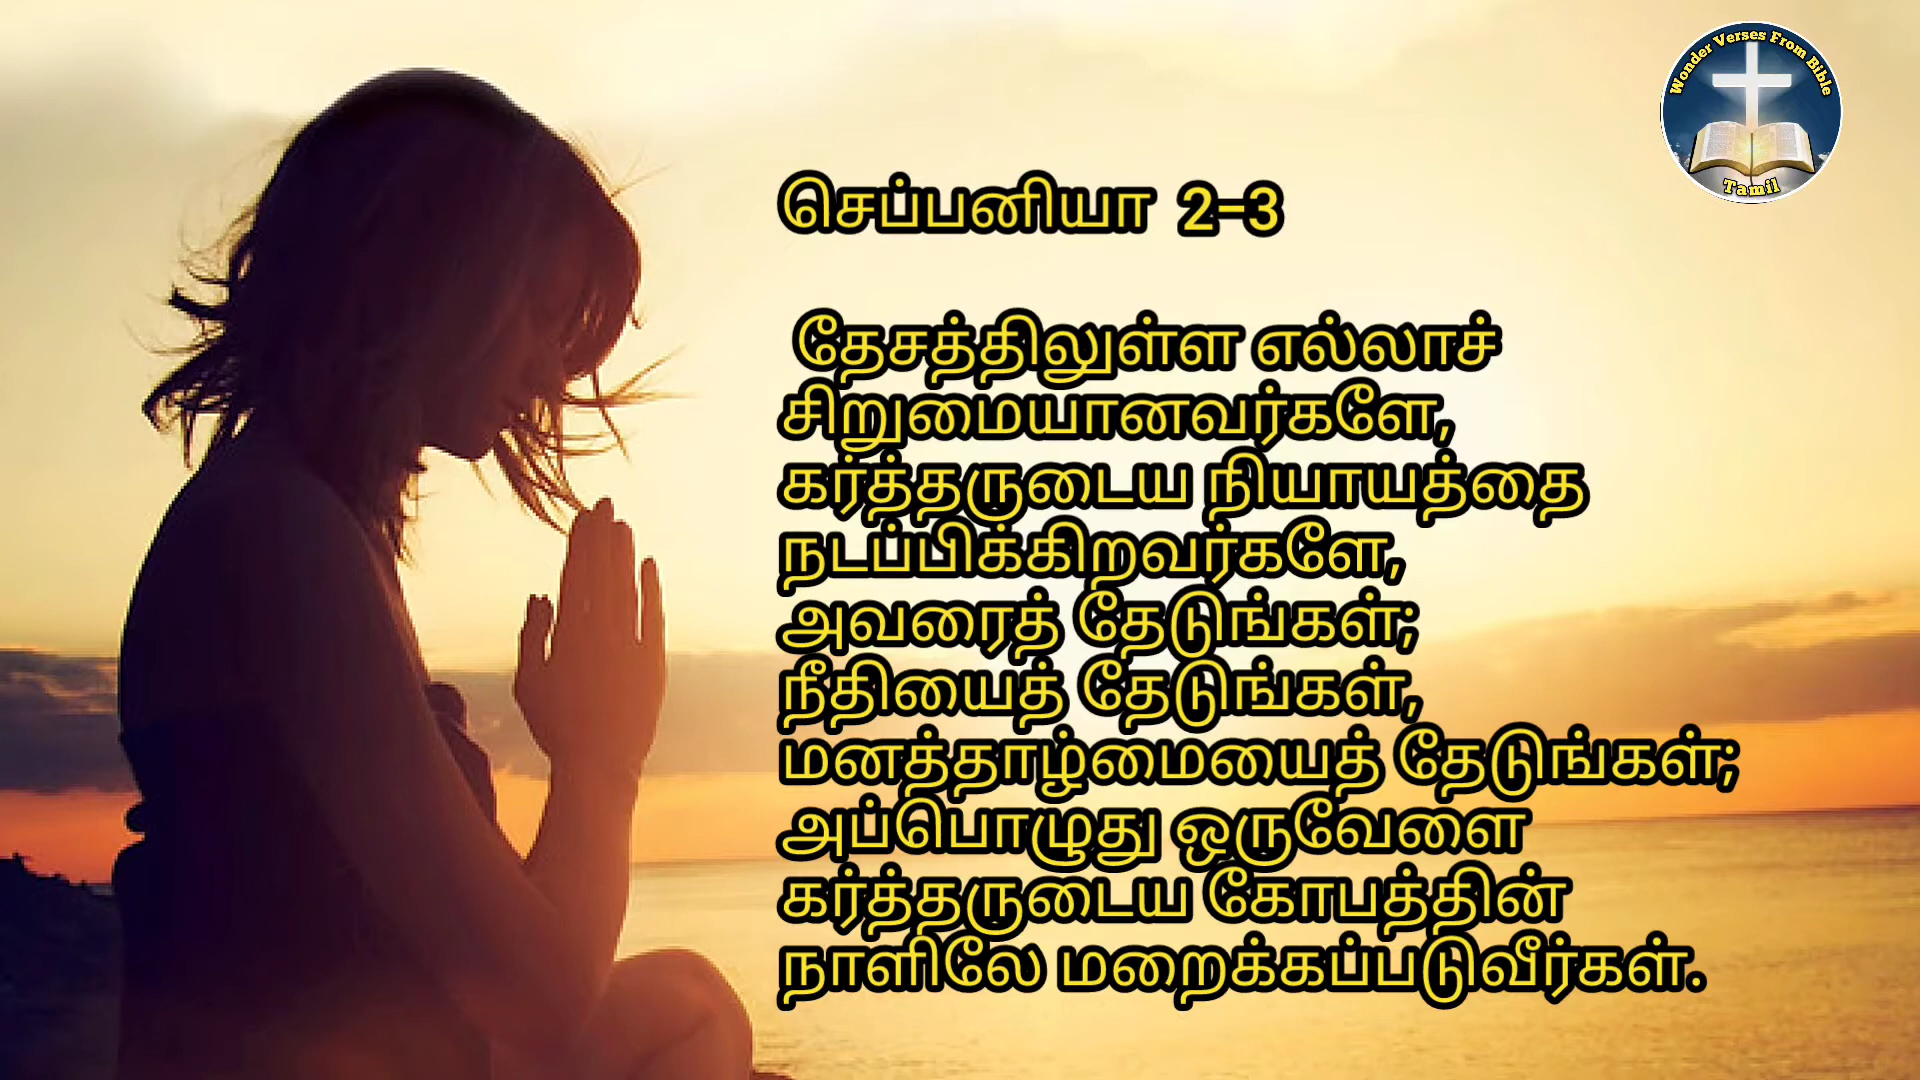 Wonder Verses From Bible
Tamil
செப்பனியா 2-3
தேசத்திலுள்ள எல்லாச்
சிறுமையானவர்களே,
கர்த்தருடைய நியாயத்தை
நடப்பிக்கிறவர்களே,
அவரைத் தேடுங்கள்;
நீதியைத் தேடுங்கள்,
மனத்தாழ்மையைத் தேடுங்கள்;
அப்பொழுது ஒருவேளை
கர்த்தருடைய கோபத்தின்
நாளிலே மறைக்கப்படுவீர்கள்.